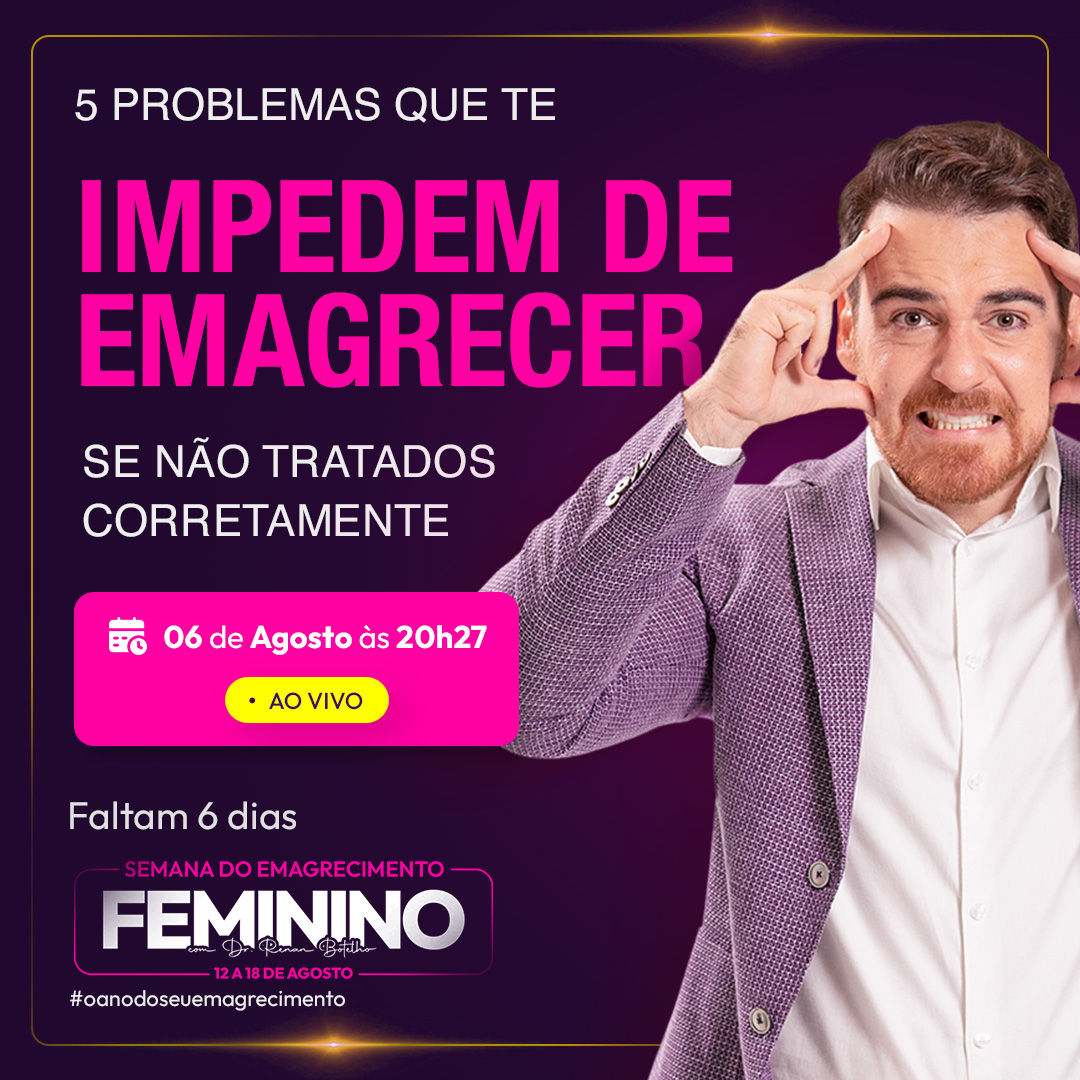 5 PROBLEMAS QUE TE
IMPEDEM DE
EMAGRECER
SE NÃO TRATADOS
CORRETAMENTE
06 de Agosto às 20h27
• AO VIVO
Faltam 6 dias
SEMANA DO EMAGRECIMENTO
FEMININO
com Dr. Renan Botelho
12 A 18 DE AGOSTO
#oanodoseuemagrecimento